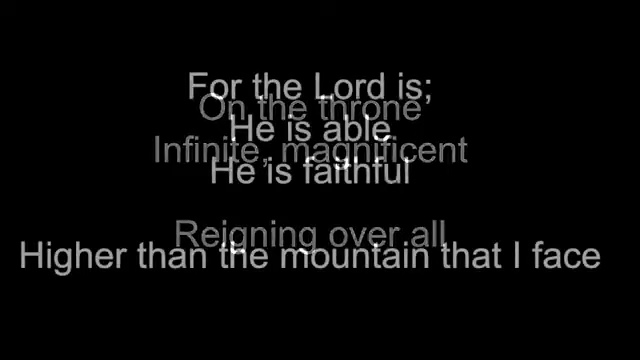 For the Lord is;
On the throne
He is able
Infinite, magnificent
He is faithful
Reigning over all
Higher than the mountain that I face